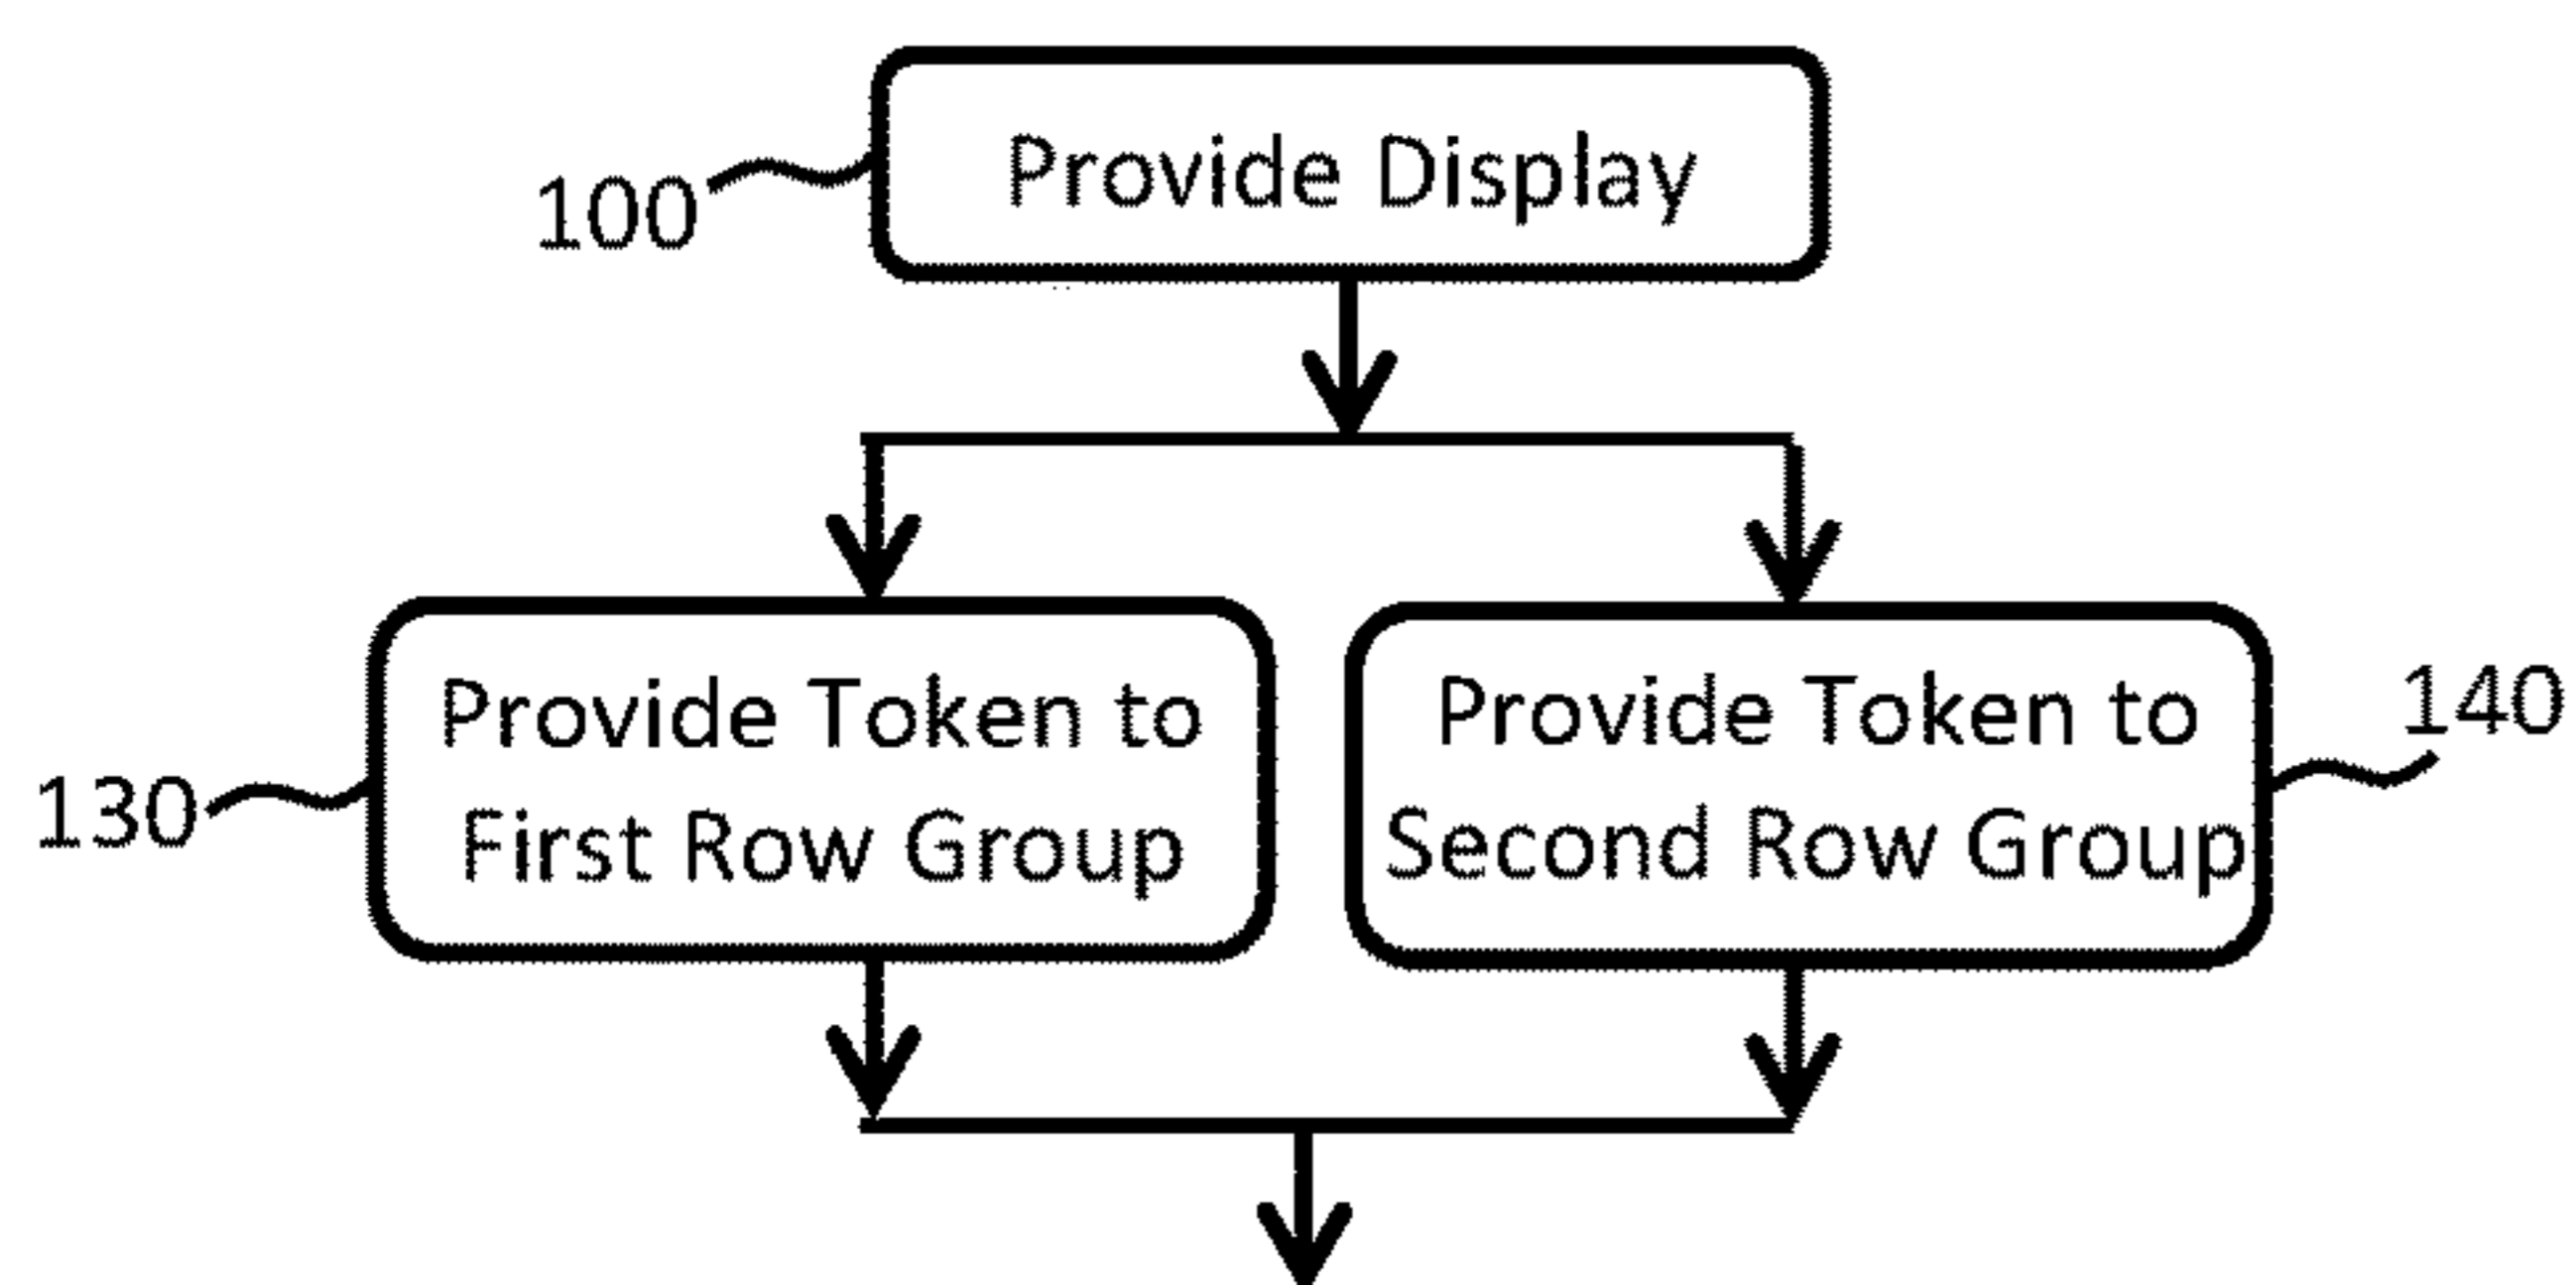 Provide Display
100
Provide Token to
First Row Group
130
Provide Token to
Second Row Group
140